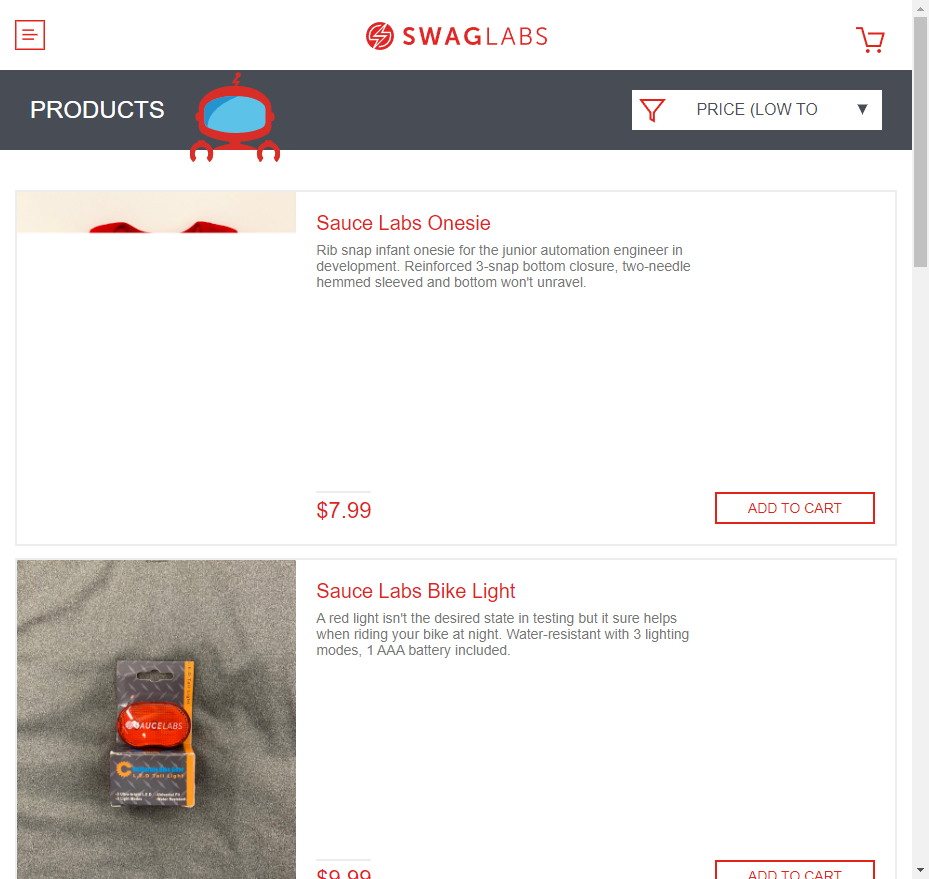 SWAGLABS
PRODUCTS
PRICE (LOW TO
Sauce Labs Onesie
Rib snap infant onesie for the junior automation engineer in
development. Reinforced 3-snap bottom closure, two-needle
hemmed sleeved and bottom won't unravel.
$7.99
ADD TO CART
Sauce Labs Bike Light
A red light isn't the desired state in testing but it sure helps
when riding your bike at night. Water-resistant with 3 lighting
modes, 1 AAA battery included.
SAUCELABS
L.E.D Tail Light
$9.99
ADD TO CART